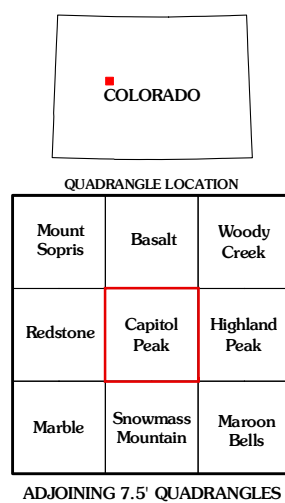 COLORADO
QUADRANGLE LOCATION
Mount
Sopris
Basalt
Woody
Creek
Redstone
Capitol
Peak
Highland
Peak
Marble
Snowmass
Mountain
Maroon
Bells
ADJOINING 7.5' QUADRANGLES